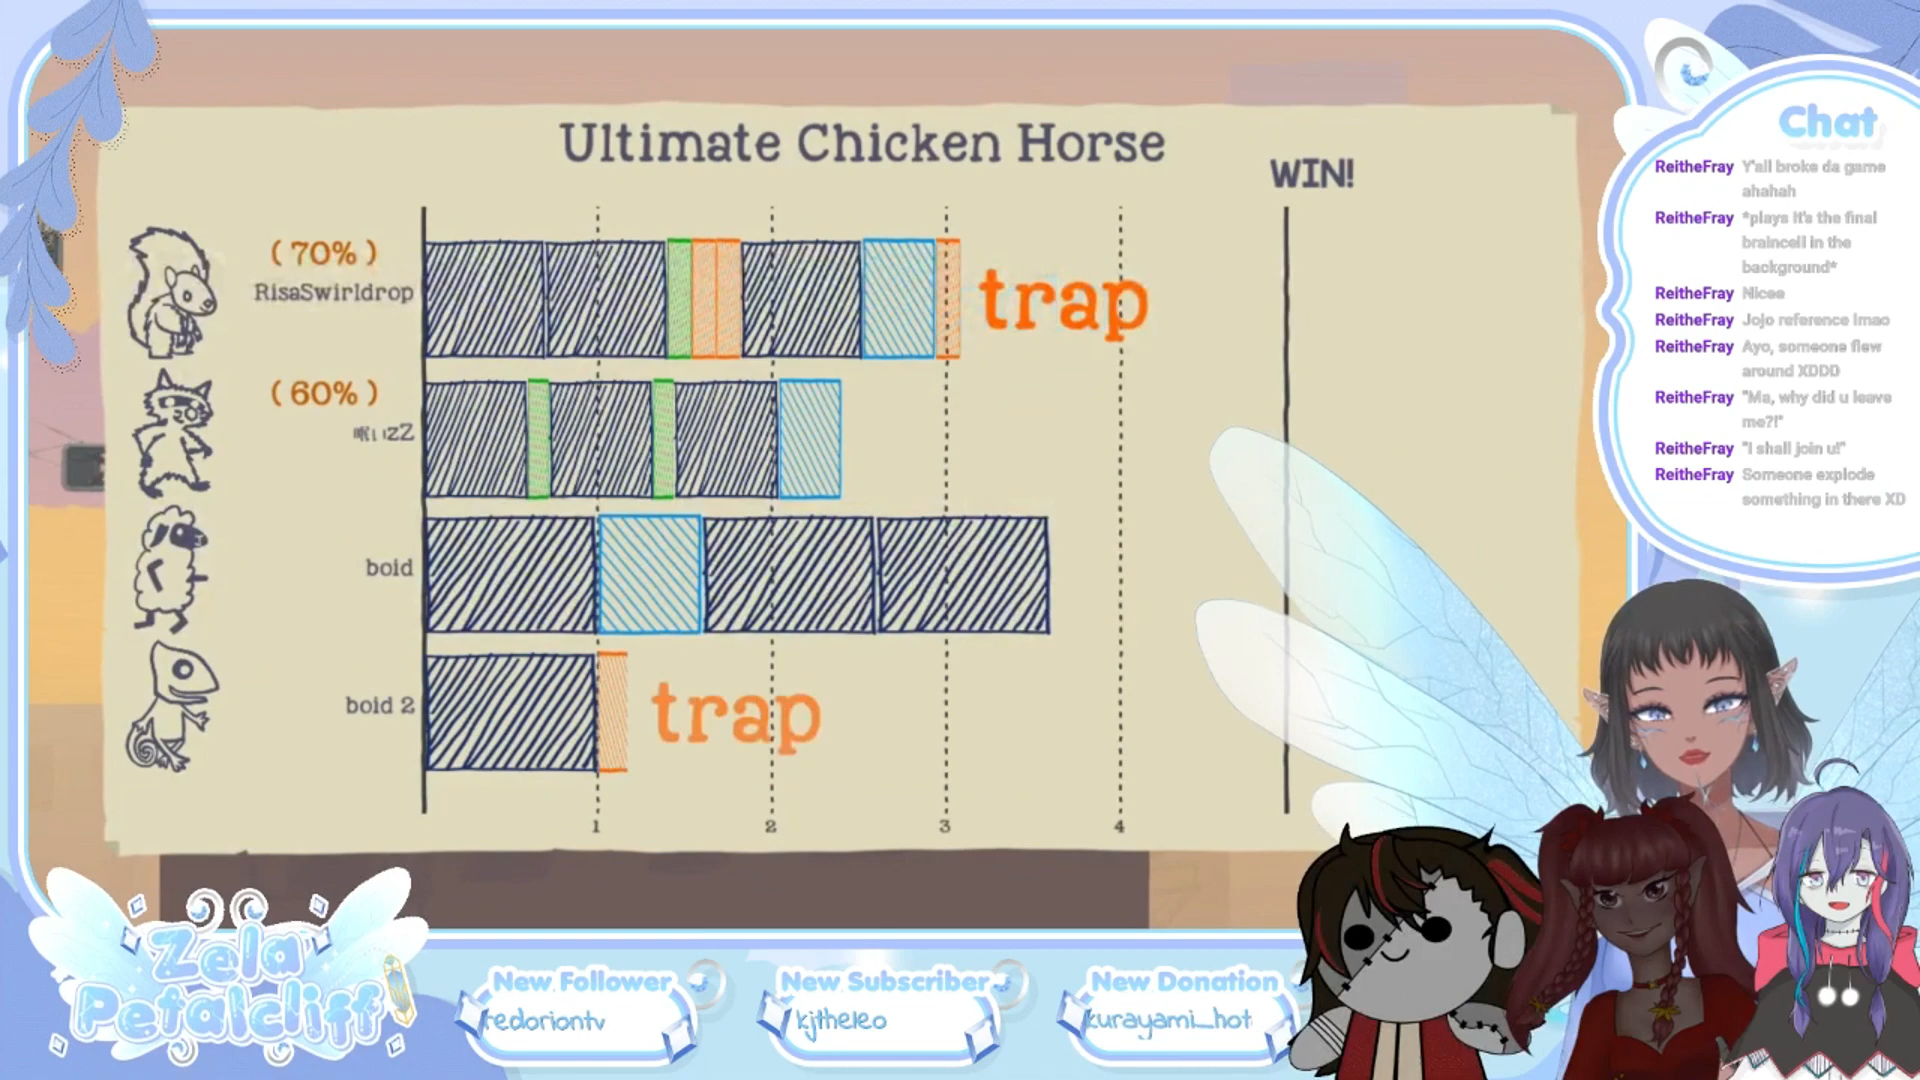 Ultimate Chicken Horse
WIN!
(70%)
RisaSwirldrop
trap
(60%)
boid
boid 2
trap
1
2
3
4
Chat
ReitheFray Y'all broke da game
ahahah
ReitheFray *plays it's the final
braincell in the
background*
ReitheFray Nicee
ReitheFray Jojo reference lmao
ReitheFray Ayo, someone flew
around XDDD
ReitheFray "Ma, why did u leave
me?!"
ReitheFray "I shall join u!"
ReitheFray Someone explode
something in there XD
Zela
Petalcliff
New Follower
redoriontv
New Subscriber
kjtheleo
New Donation
kurayami_hot